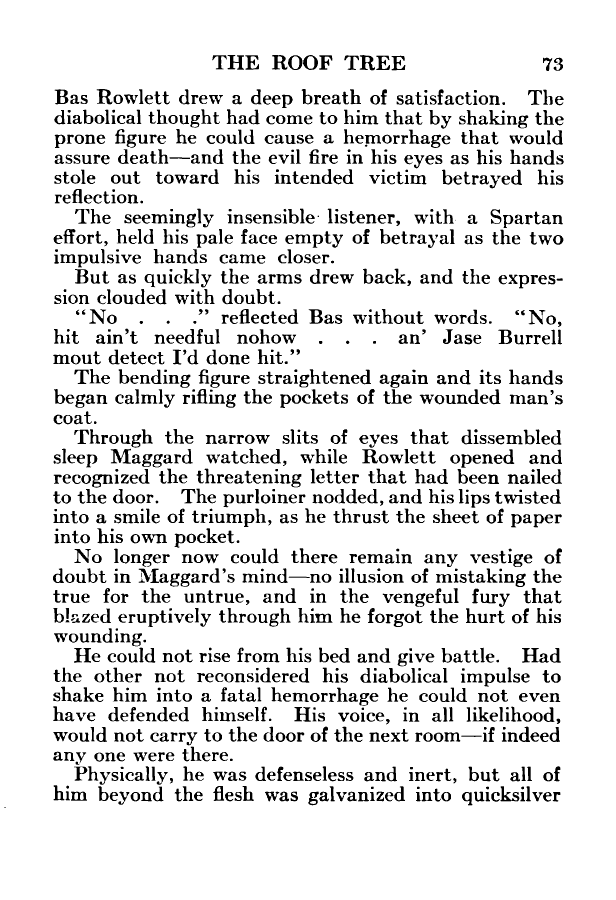 THE ROOF TREE 73
Bas Rowlett drew a deep breath of satisfaction. The
diabolical thought had come to him that by shaking the
prone figure he could cause a hemorrhage that would
assure death—and the evil fire in his eyes as his hands
stole out toward his intended victim betrayed his
reflection.
The seemingly insensible listener, with a Spartan
effort, held his pale face empty of betrayal as the two
impulsive hands came closer.
But as quickly the arms drew back, and the expres-
sion clouded with doubt.
“No . . .” reflected Bas without words. “No,
hit ain't needful nohow . . . an' Jase Burrell
mout detect I'd done hit.”
The bending figure straightened again and its hands
began calmly rifling the pockets of the wounded man's
coat.
Through the narrow slits of eyes that dissembled
sleep Maggard watched, while Rowlett opened and
recognized the threatening letter that had been nailed
to the door. The purloiner nodded, and his lips twisted
into a smile of triumph, as he thrust the sheet of paper
into his own pocket.
No longer now could there remain any vestige of
doubt in Maggard's mind—no illusion of mistaking the
true for the untrue, and in the vengeful fury that
blazed eruptively through him he forgot the hurt of his
wounding.
He could not rise from his bed and give battle. Had
the other not reconsidered his diabolical impulse to
shake him into a fatal hemorrhage he could not even
have defended himself. His voice, in all likelihood,
would not carry to the door of the next room—if indeed
any one were there.
Physically, he was defenseless and inert, but all of
him beyond the flesh was galvanized into quicksilver